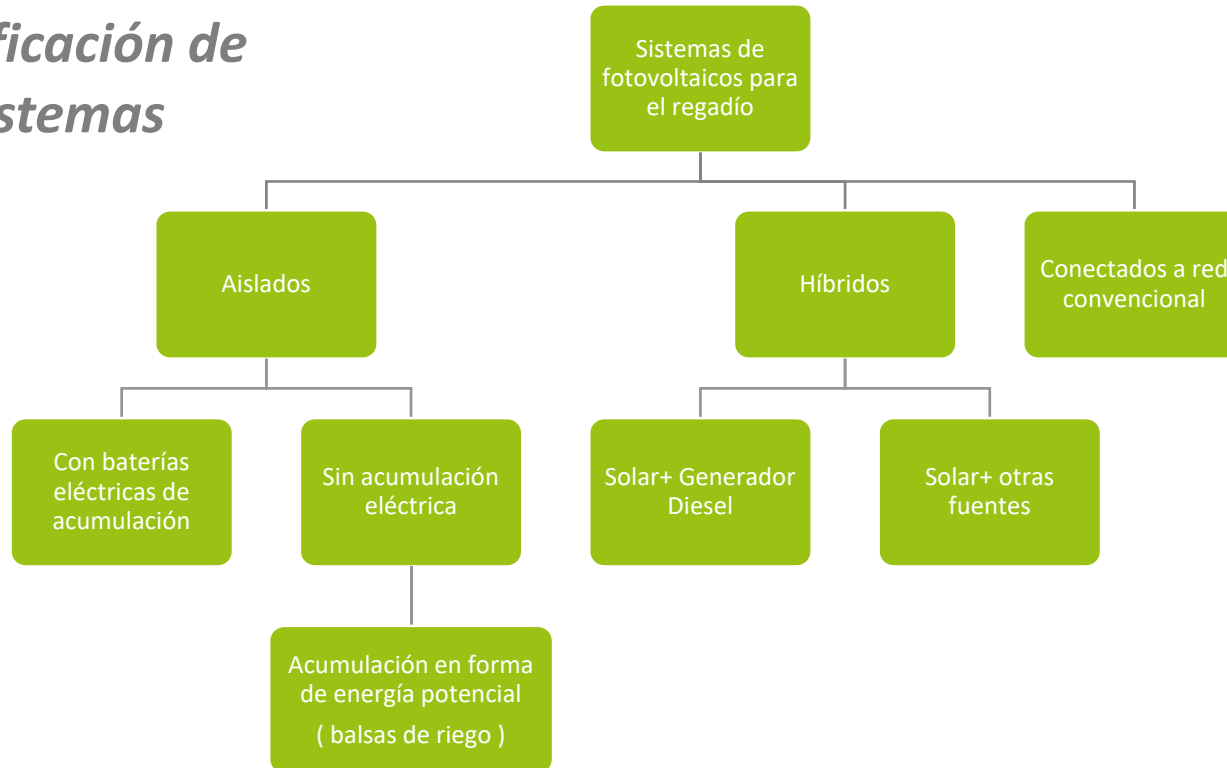 ficación de
stemas
Sistemas de
fotovoltaicos para
el regadío
Aislados
Híbridos
Conectados a red
convencional
Con baterías
eléctricas de
acumulación
Sin acumulación
eléctrica
Solar+ Generador
Diesel
Solar+ otras
fuentes
Acumulación en forma
de energía potencial
( balsas de riego )